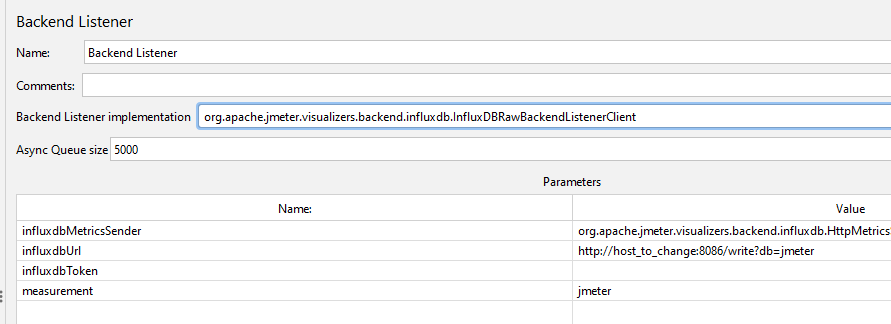 Backend Listener
Name: Backend Listener
Comments:
Backend Listener implementation org.apache.jmeter.visualizers.backend.influxdb.InfluxDBRawBackendListenerClient
Async Queue size 5000
Parameters
Name: Value
influxdbMetricsSender org.apache.jmeter.visualizers.backend.influxdb.HttpMetrics
influxdbUrl http://host_to_change:8086/write?db=jmeter
influxdbToken
measurement jmeter